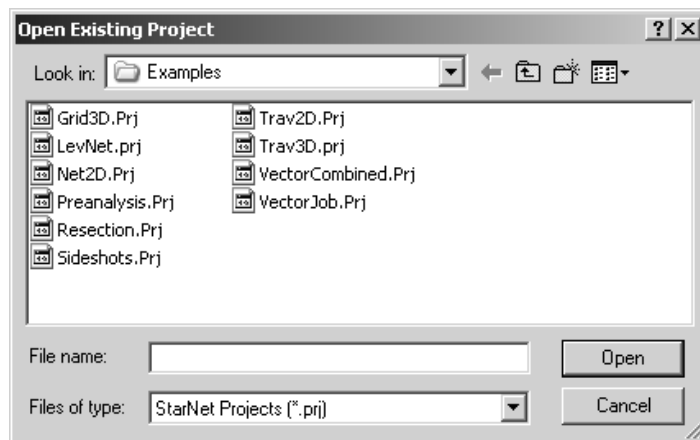 Open Existing Project
Look in: Examples
Grid3D.Prj
LevNet.prj
Net2D.Prj
Preanalysis.Prj
Resection.Prj
Sideshots.Prj
Trav2D.Prj
Trav3D.prj
VectorCombined.Prj
VectorJob.Prj
File name:
Open
Files of type: StarNet Projects (*.prj)
Cancel